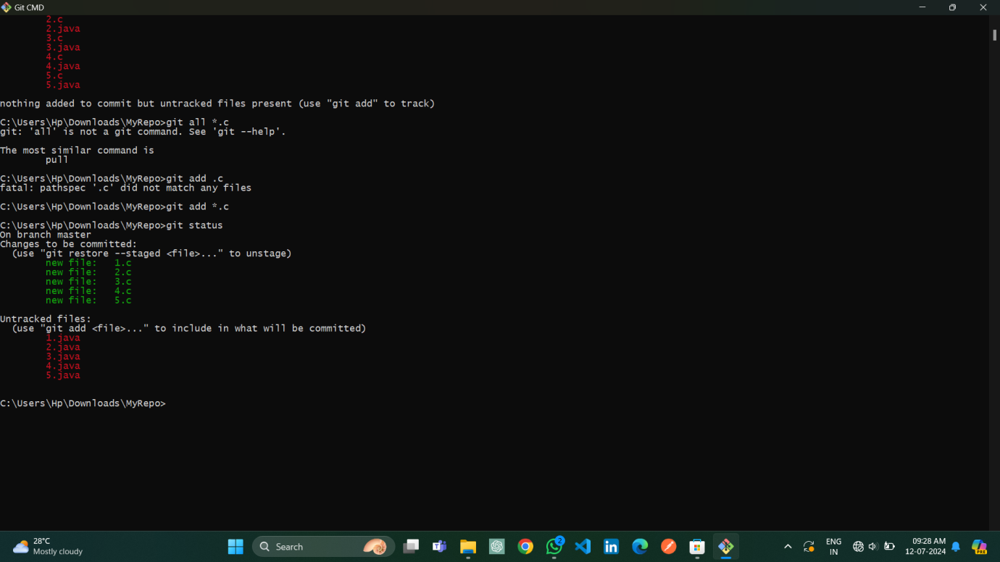 Git CMD
2.c
2.java
3.c
3.java
4.c
4.java
5.c
5.java
nothing added to commit but untracked files present (use "git add" to track)
C:\Users\Hp\Downloads\MyRepo>git all *.c
git: 'all' is not a git command. See 'git --help'.
The most similar command is
pull
C:\Users\Hp\Downloads\MyRepo>git add .c
fatal: pathspec '.c' did not match any files
C:\Users\Hp\Downloads\MyRepo>git add *.c
C:\Users\Hp\Downloads\MyRepo>git status
On branch master
Changes to be committed:
(use "git restore --staged <file>..." to unstage)
new file:   1.c
new file:   2.c
new file:   3.c
new file:   4.c
new file:   5.c
Untracked files:
(use "git add <file>..." to include in what will be committed)
1.java
2.java
3.java
4.java
5.java
C:\Users\Hp\Downloads\MyRepo>
28°C
Mostly cloudy
Search
2
ENG
IN
09:28 AM
12-07-2024
PRE